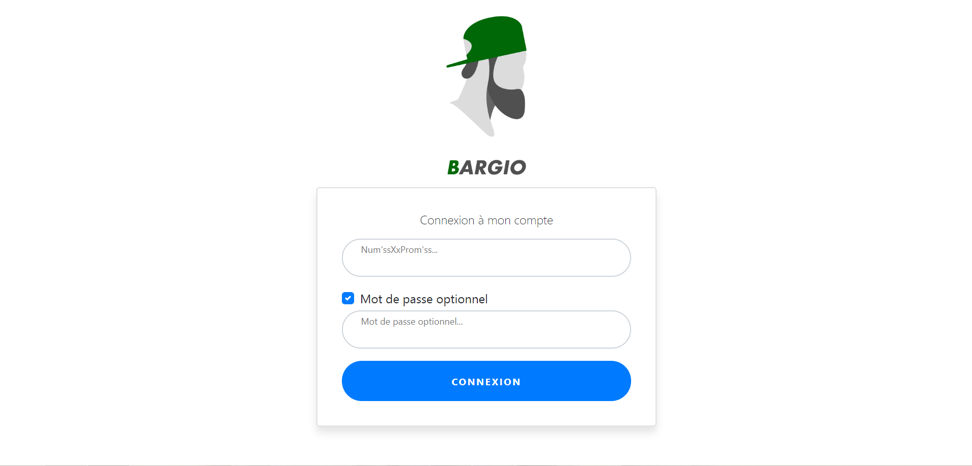 BARGIO
Connexion à mon compte
Num'ssXxProm'ss...
Mot de passe optionnel
Mot de passe optionnel...
CONNEXION